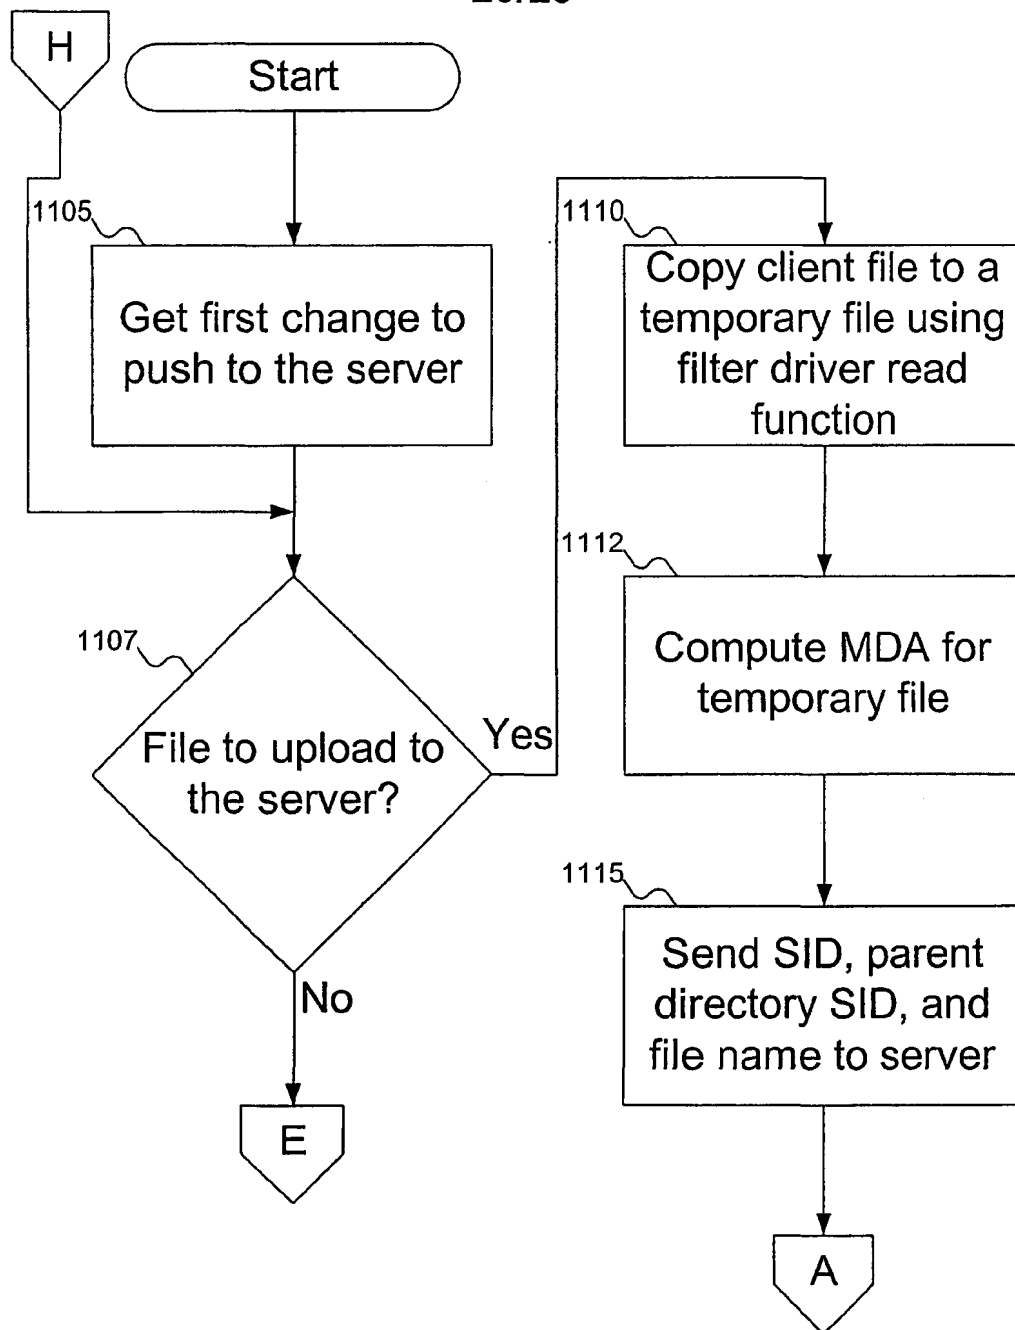 H
Start
1105
Get first change to
push to the server
1107
File to upload to
the server?
Yes
No
E
1110
Copy client file to a
temporary file using
filter driver read
function
1112
Compute MDA for
temporary file
1115
Send SID, parent
directory SID, and
file name to server
A